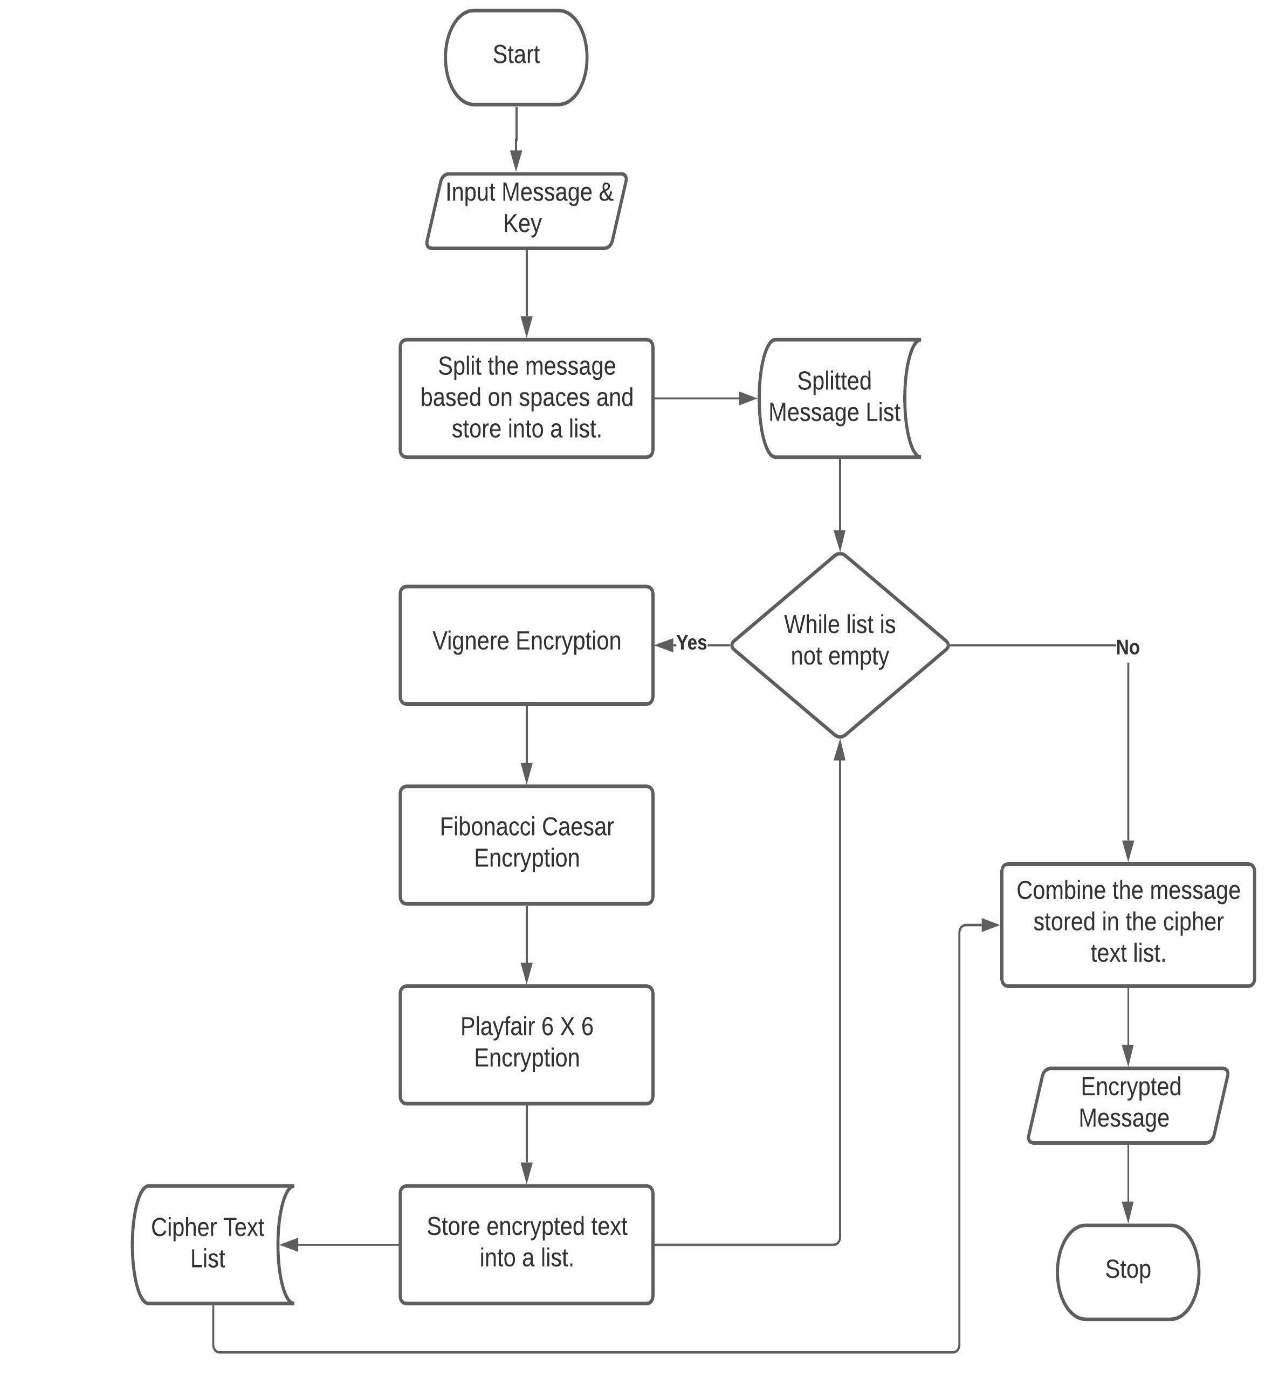 Start
Input Message &
Key
Split the message
based on spaces and
store into a list.
Splitted
Message List
While list is
not empty
Yes
No
Vignere Encryption
Fibonacci Caesar
Encryption
Playfair 6 X 6
Encryption
Store encrypted text
into a list.
Cipher Text
List
Combine the message
stored in the cipher
text list.
Encrypted
Message
Stop